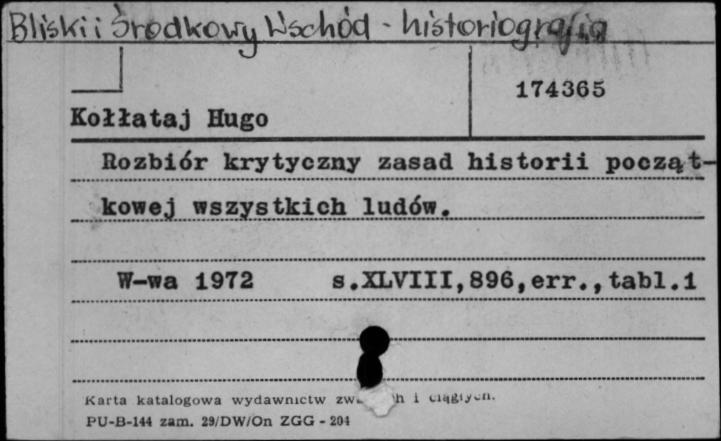 Bliski i Środkowy Wschód - historiografia
174365
Kołłataj Hugo
Rozbiór krytyczny zasad historii począt-
kowej wszystkich ludów.
W-wa 1972 s.XLVIII,896,err.,tabl.1
Karta katalogowa wydawnictw i ciągłych.
PU-B-144 zam. 29/DW/On ZGG - 204